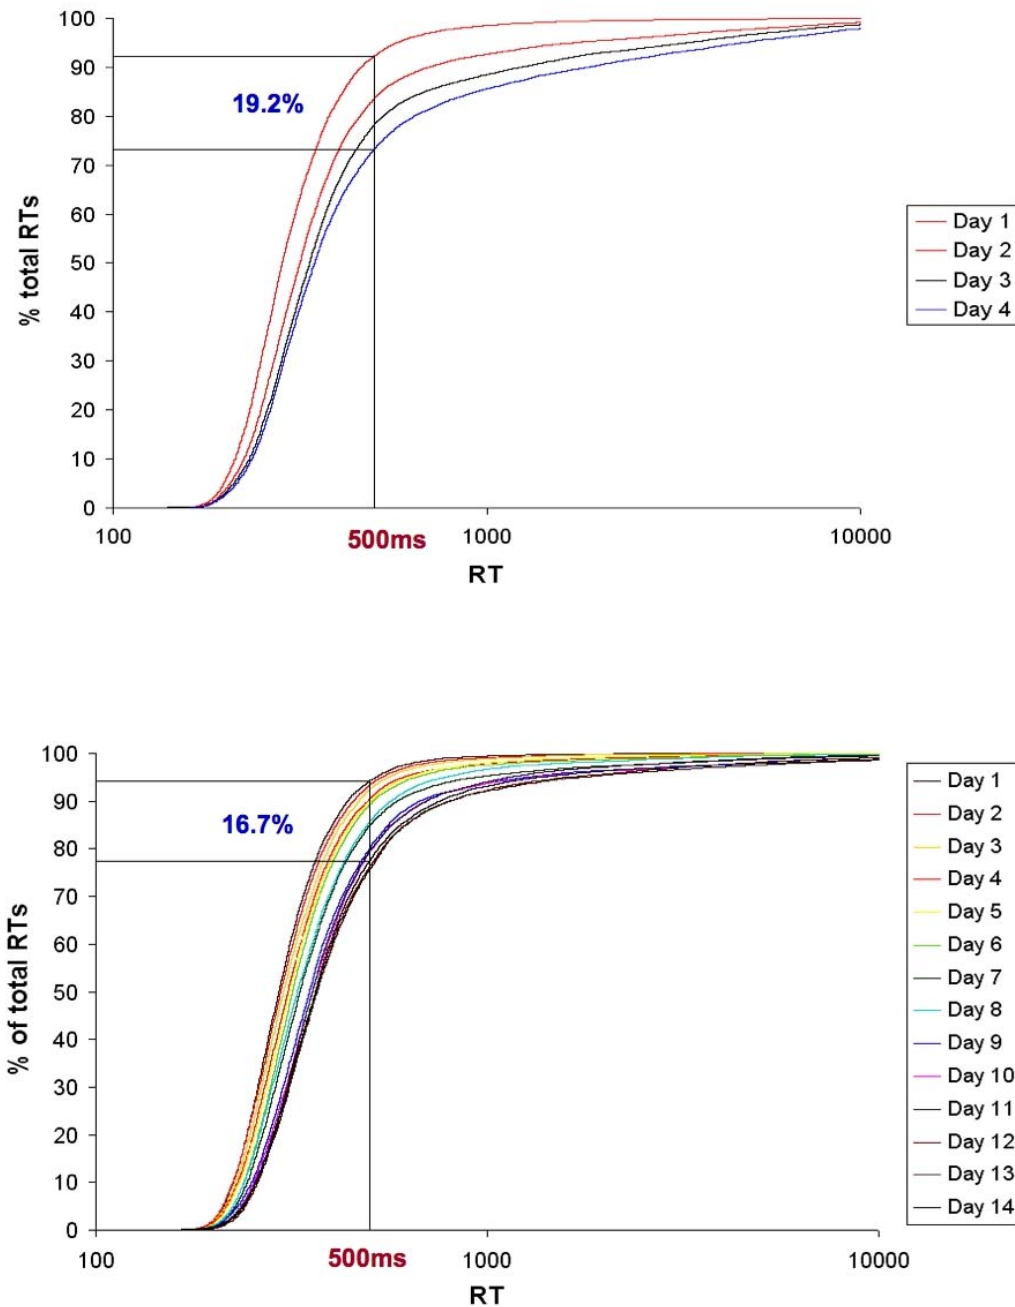 100
90
80
70
60
50
40
30
20
10
0
% total RTs
19.2%
100
500ms
1000
10000
RT
Day 1
Day 2
Day 3
Day 4
100
90
80
70
60
50
40
30
20
10
0
% of total RTs
16.7%
100
500ms
1000
10000
RT
Day 1
Day 2
Day 3
Day 4
Day 5
Day 6
Day 7
Day 8
Day 9
Day 10
Day 11
Day 12
Day 13
Day 14